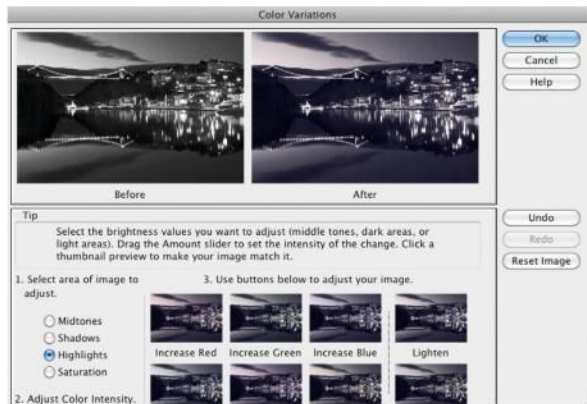 Color Variations
OK
Cancel
Help
Before
After
Tip
Undo
Select the brightness values you want to adjust (middle tones, dark areas, or
light areas). Drag the Amount slider to set the intensity of the change. Click a
thumbnail preview to make your image match it.
Redo
Reset Image
1. Select area of image to
adjust.
3. Use buttons below to adjust your image.
Midtones
Shadows
Highlights
Saturation
Increase Red
Increase Green
Increase Blue
Lighten
2. Adjust Color Intensity.